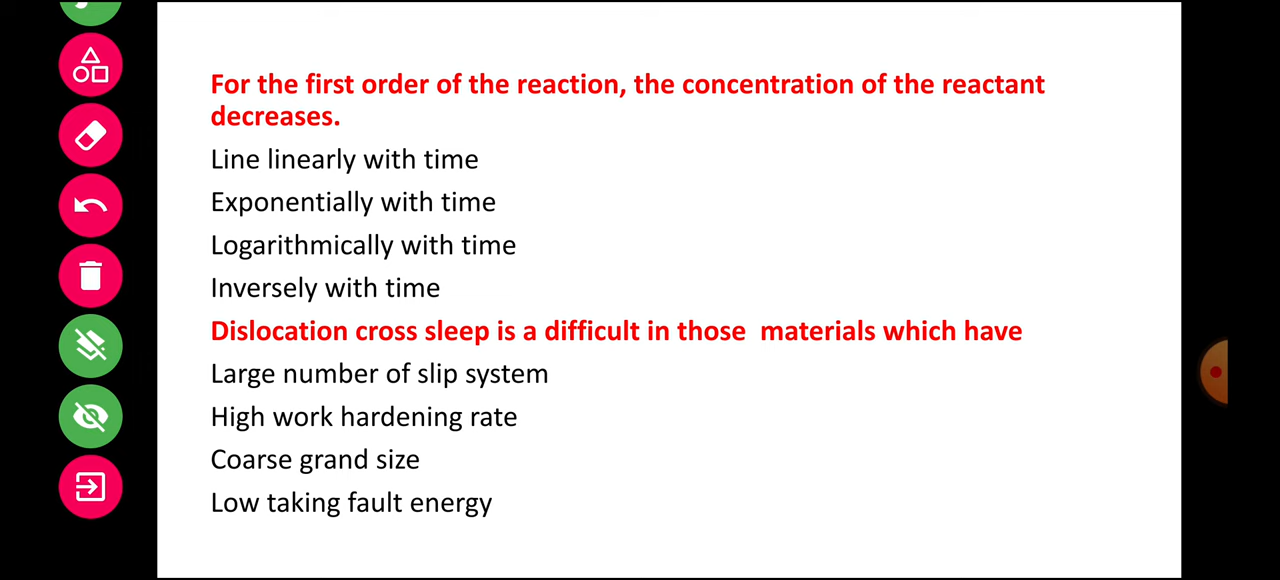 For the first order of the reaction, the concentration of the reactant
decreases.
Line linearly with time
Exponentially with time
Logarithmically with time
Inversely with time
Dislocation cross sleep is a difficult in those  materials which have
Large number of slip system
High work hardening rate
Coarse grand size
Low taking fault energy